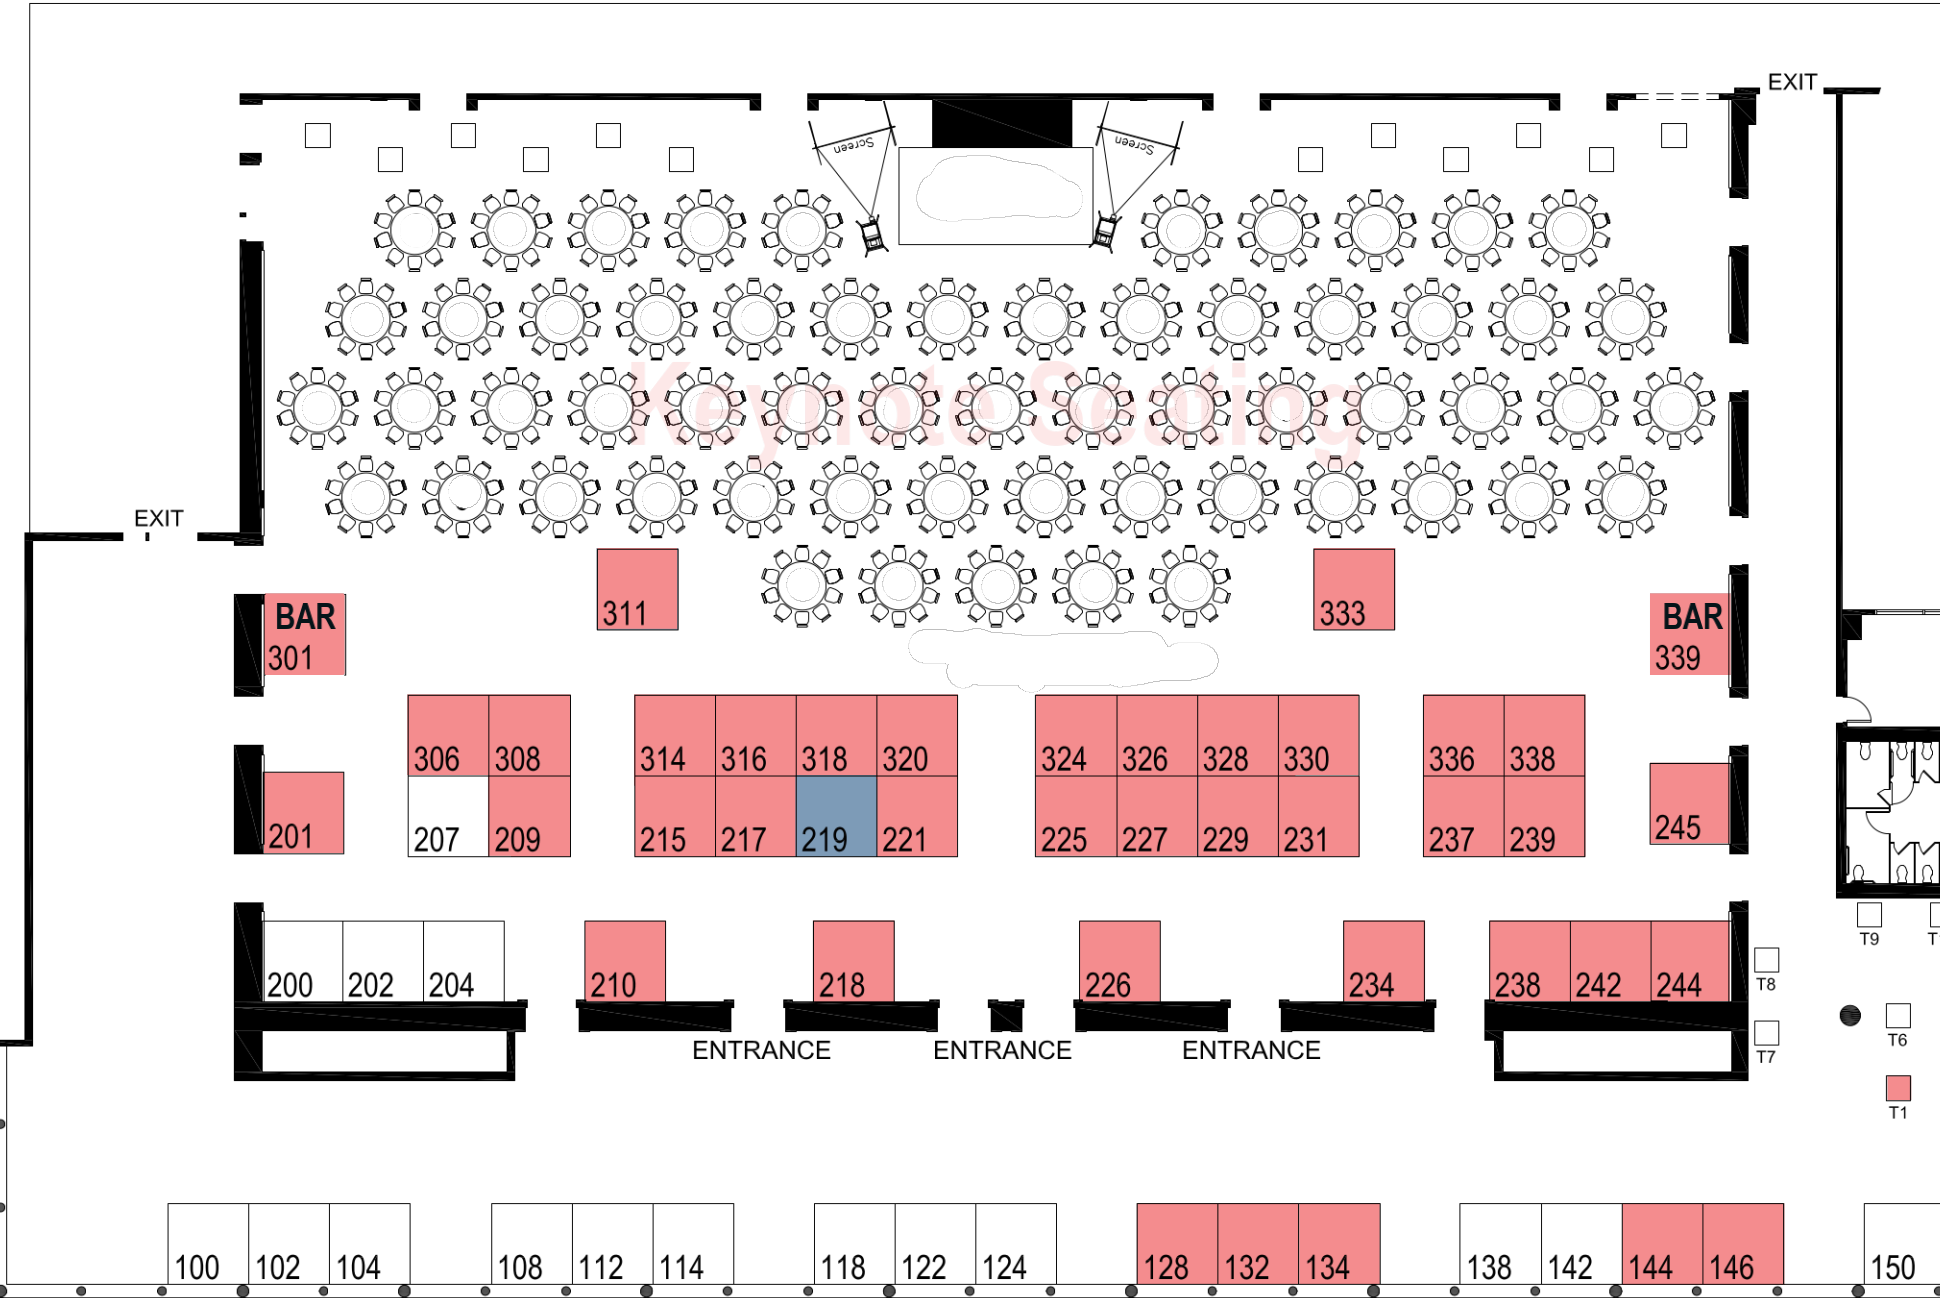 EXIT
Screen
Screen
Keynote Seating
EXIT
311
333
BAR
301
BAR
339
306 308 314 316 318 320 324 326 328 330 336 338
201 207 209 215 217 219 221 225 227 229 231 237 239 245
200 202 204 210 218 226 234 238 242 244
T9
T8
T6
T7
ENTRANCE ENTRANCE ENTRANCE
T1
100 102 104 108 112 114 118 122 124 128 132 134 138 142 144 146 150